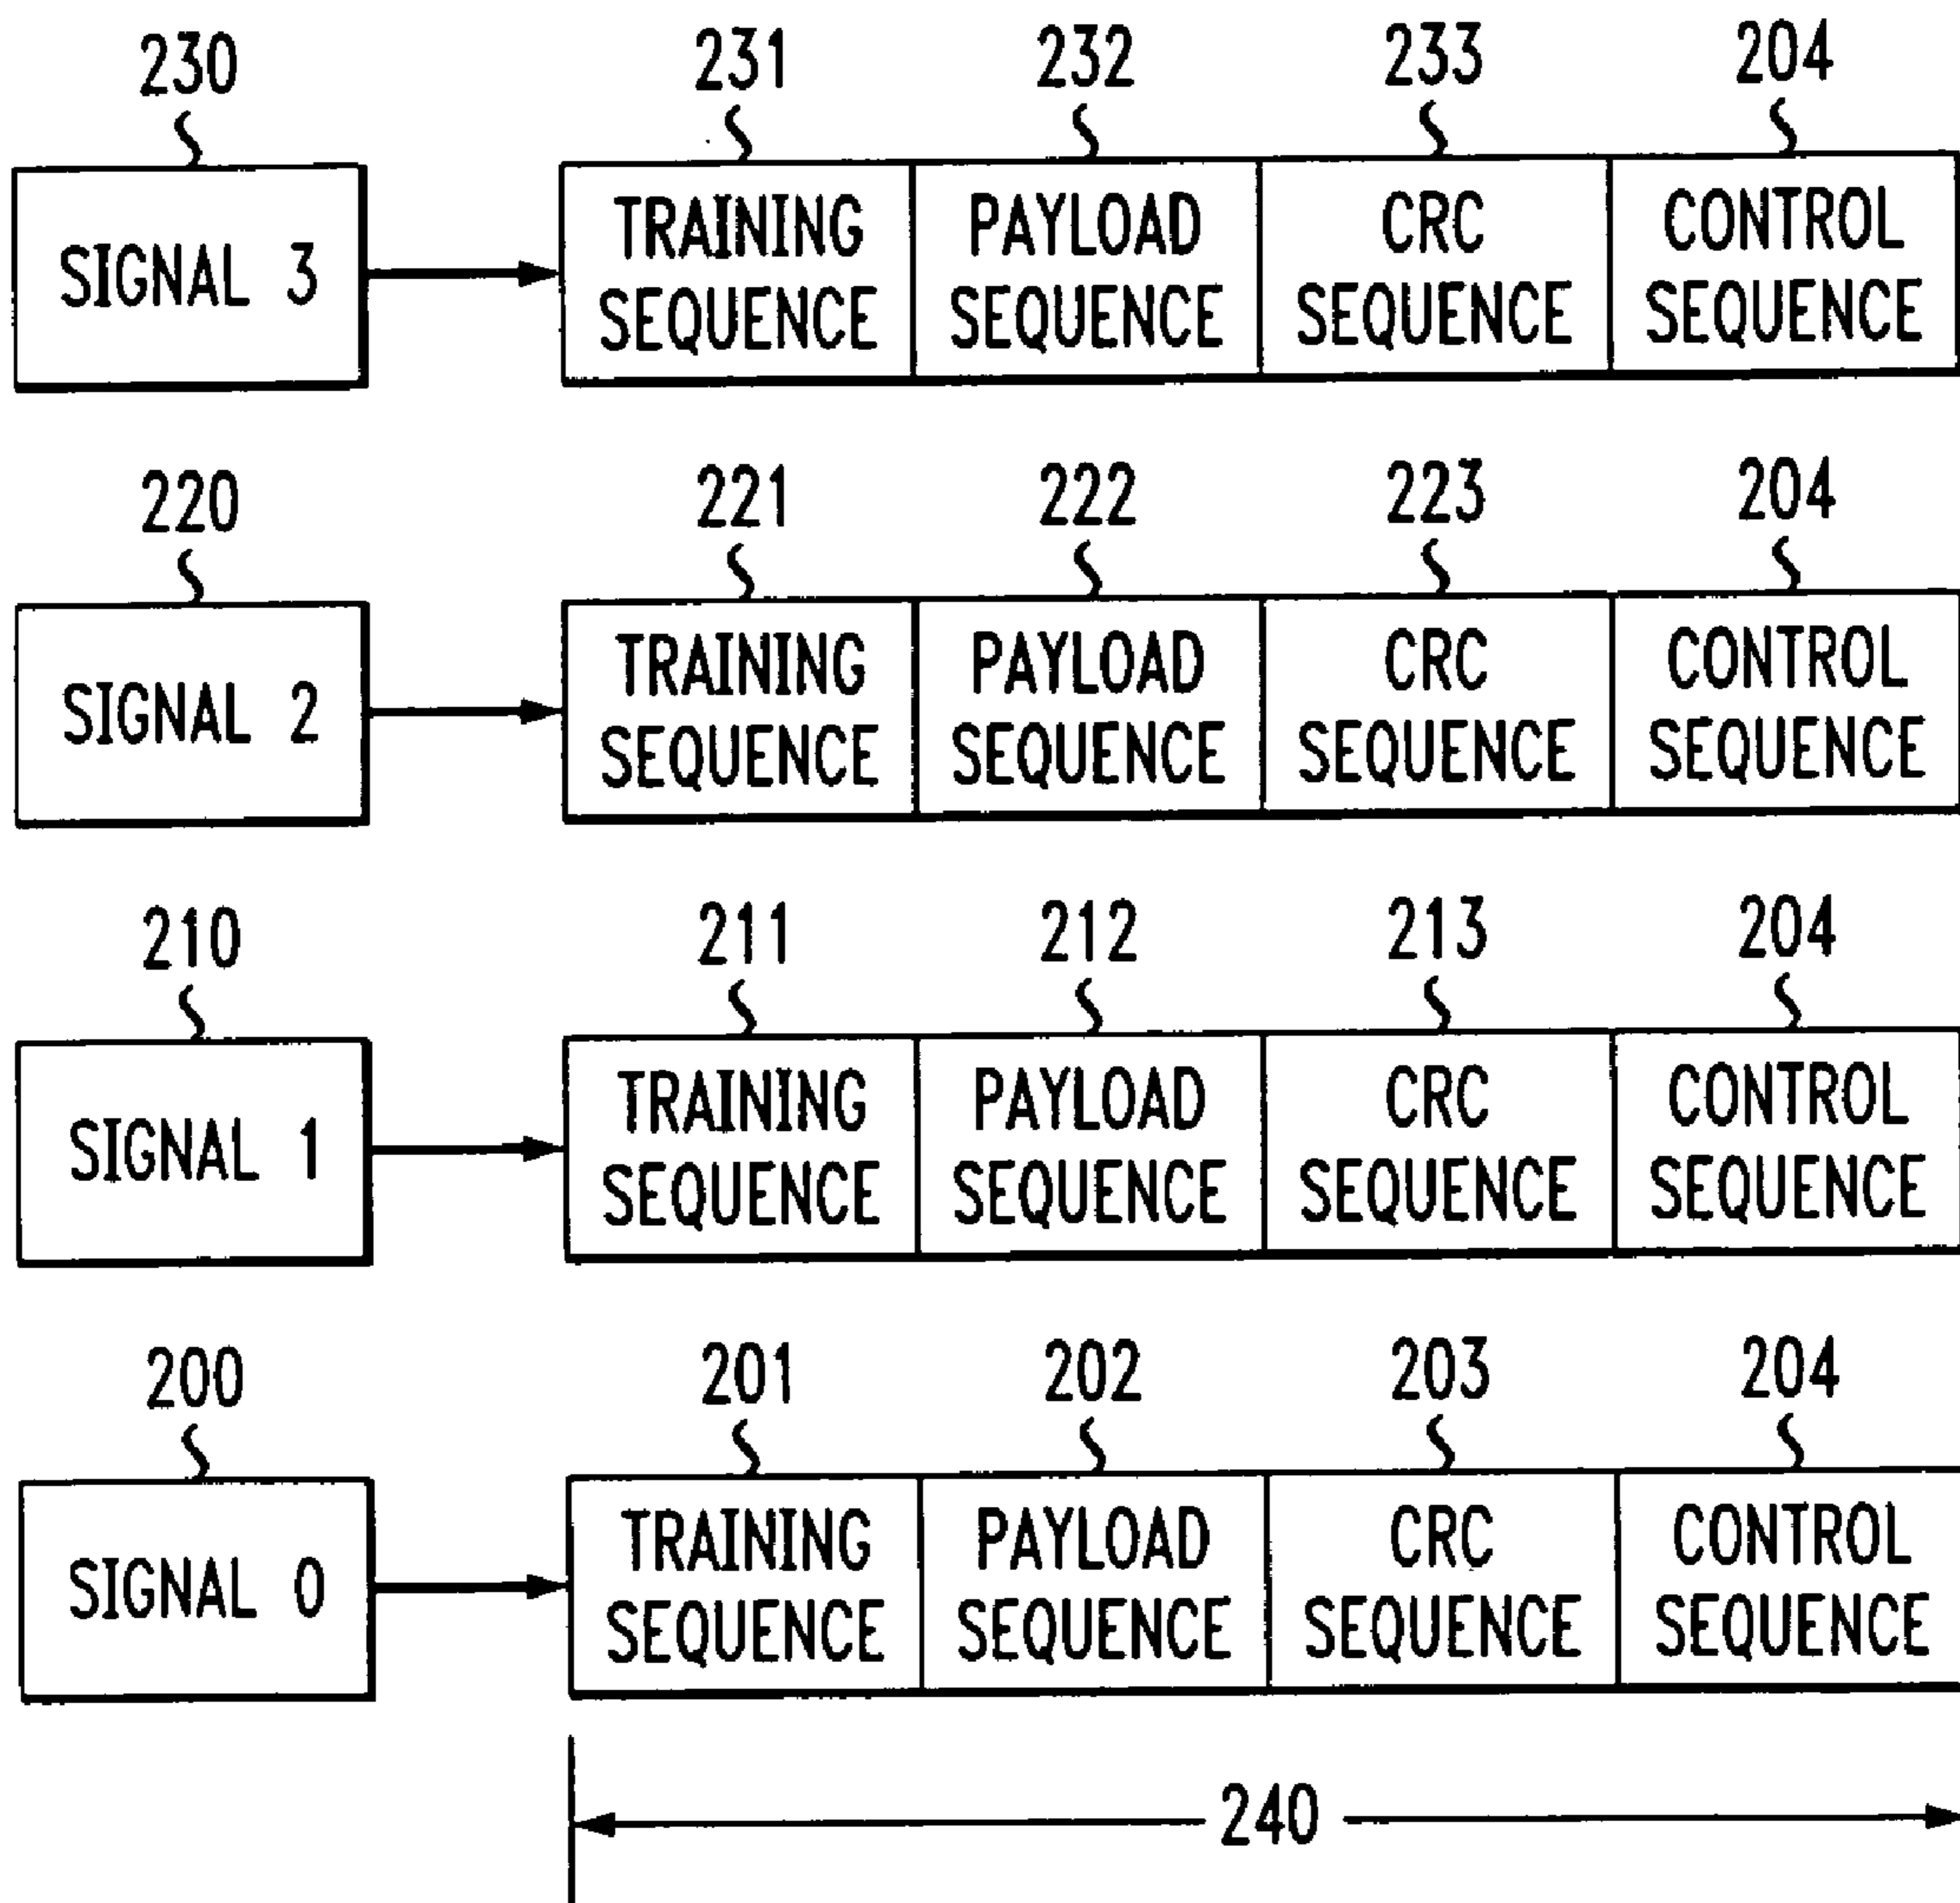 230 231 232 233 204
SIGNAL 3
TRAINING SEQUENCE
PAYLOAD SEQUENCE
CRC SEQUENCE
CONTROL SEQUENCE
220 221 222 223 204
SIGNAL 2
TRAINING SEQUENCE
PAYLOAD SEQUENCE
CRC SEQUENCE
CONTROL SEQUENCE
210 211 212 213 204
SIGNAL 1
TRAINING SEQUENCE
PAYLOAD SEQUENCE
CRC SEQUENCE
CONTROL SEQUENCE
200 201 202 203 204
SIGNAL 0
TRAINING SEQUENCE
PAYLOAD SEQUENCE
CRC SEQUENCE
CONTROL SEQUENCE
240